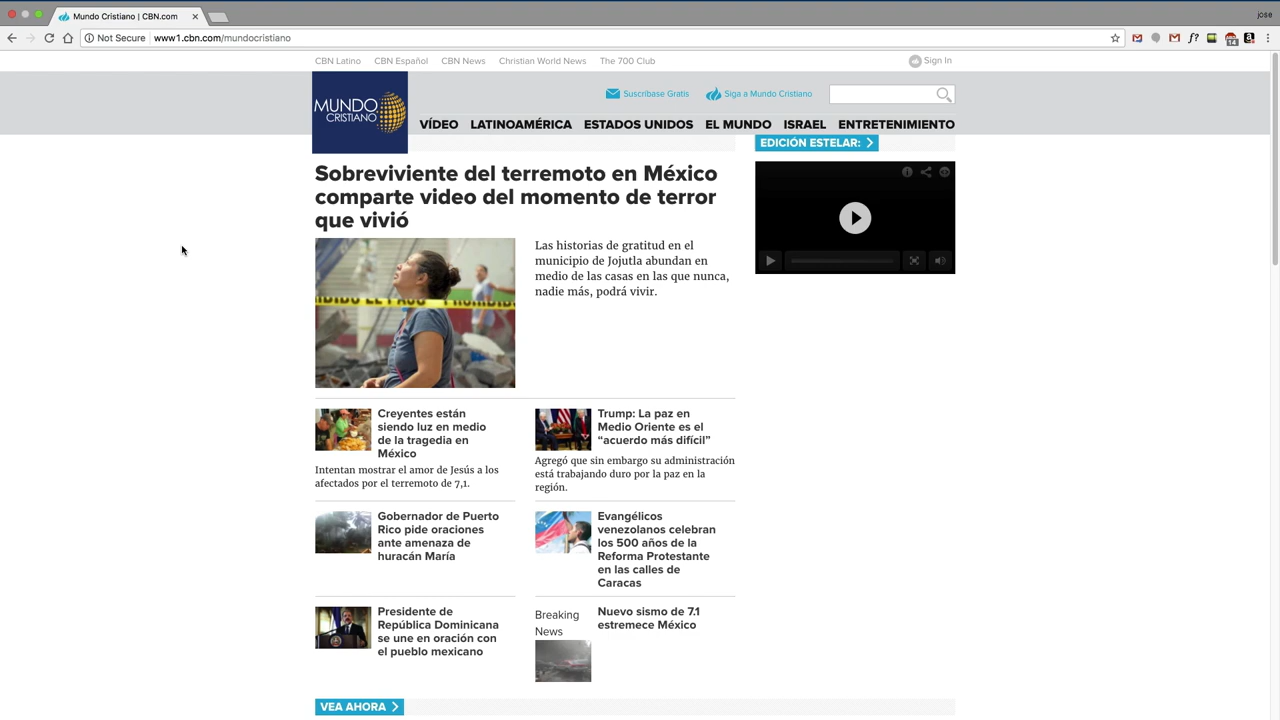 Mundo Cristiano | CBN.com
jose
Not Secure www1.cbn.com/mundocristiano
14
CBN Latino CBN Español CBN News Christian World News The 700 Club Sign In
MUNDO
CRISTIANO
Suscríbase Gratis Siga a Mundo Cristiano
VÍDEO LATINOAMÉRICA ESTADOS UNIDOS EL MUNDO ISRAEL ENTRETENIMIENTO
EDICIÓN ESTELAR:
Sobreviviente del terremoto en México
comparte video del momento de terror
que vivió
Las historias de gratitud en el
municipio de Jojutla abundan en
medio de las casas en las que nunca,
nadie más, podrá vivir.
Creyentes están
siendo luz en medio
de la tragedia en
México
Intentan mostrar el amor de Jesús a los
afectados por el terremoto de 7,1.
Trump: La paz en
Medio Oriente es el
“acuerdo más difícil”
Agregó que sin embargo su administración
está trabajando duro por la paz en la
región.
Gobernador de Puerto
Rico pide oraciones
ante amenaza de
huracán María
Evangélicos
venezolanos celebran
los 500 años de la
Reforma Protestante
en las calles de
Caracas
Presidente de
República Dominicana
se une en oración con
el pueblo mexicano
Breaking
News
Nuevo sismo de 7.1
estremece México
VEA AHORA